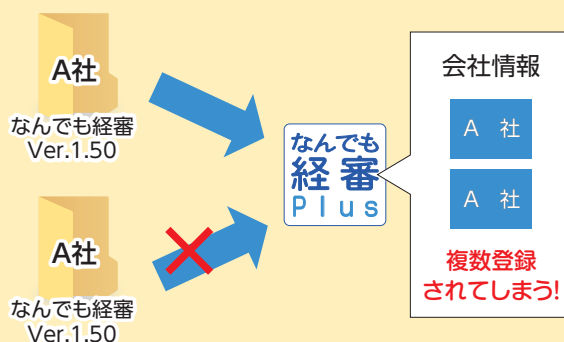 A社
なんでも経審
Ver.1.50
A社
なんでも経審
Ver.1.50
なんでも
経審
Plus
会社情報
A 社
A 社
複数登録
されてしまう!